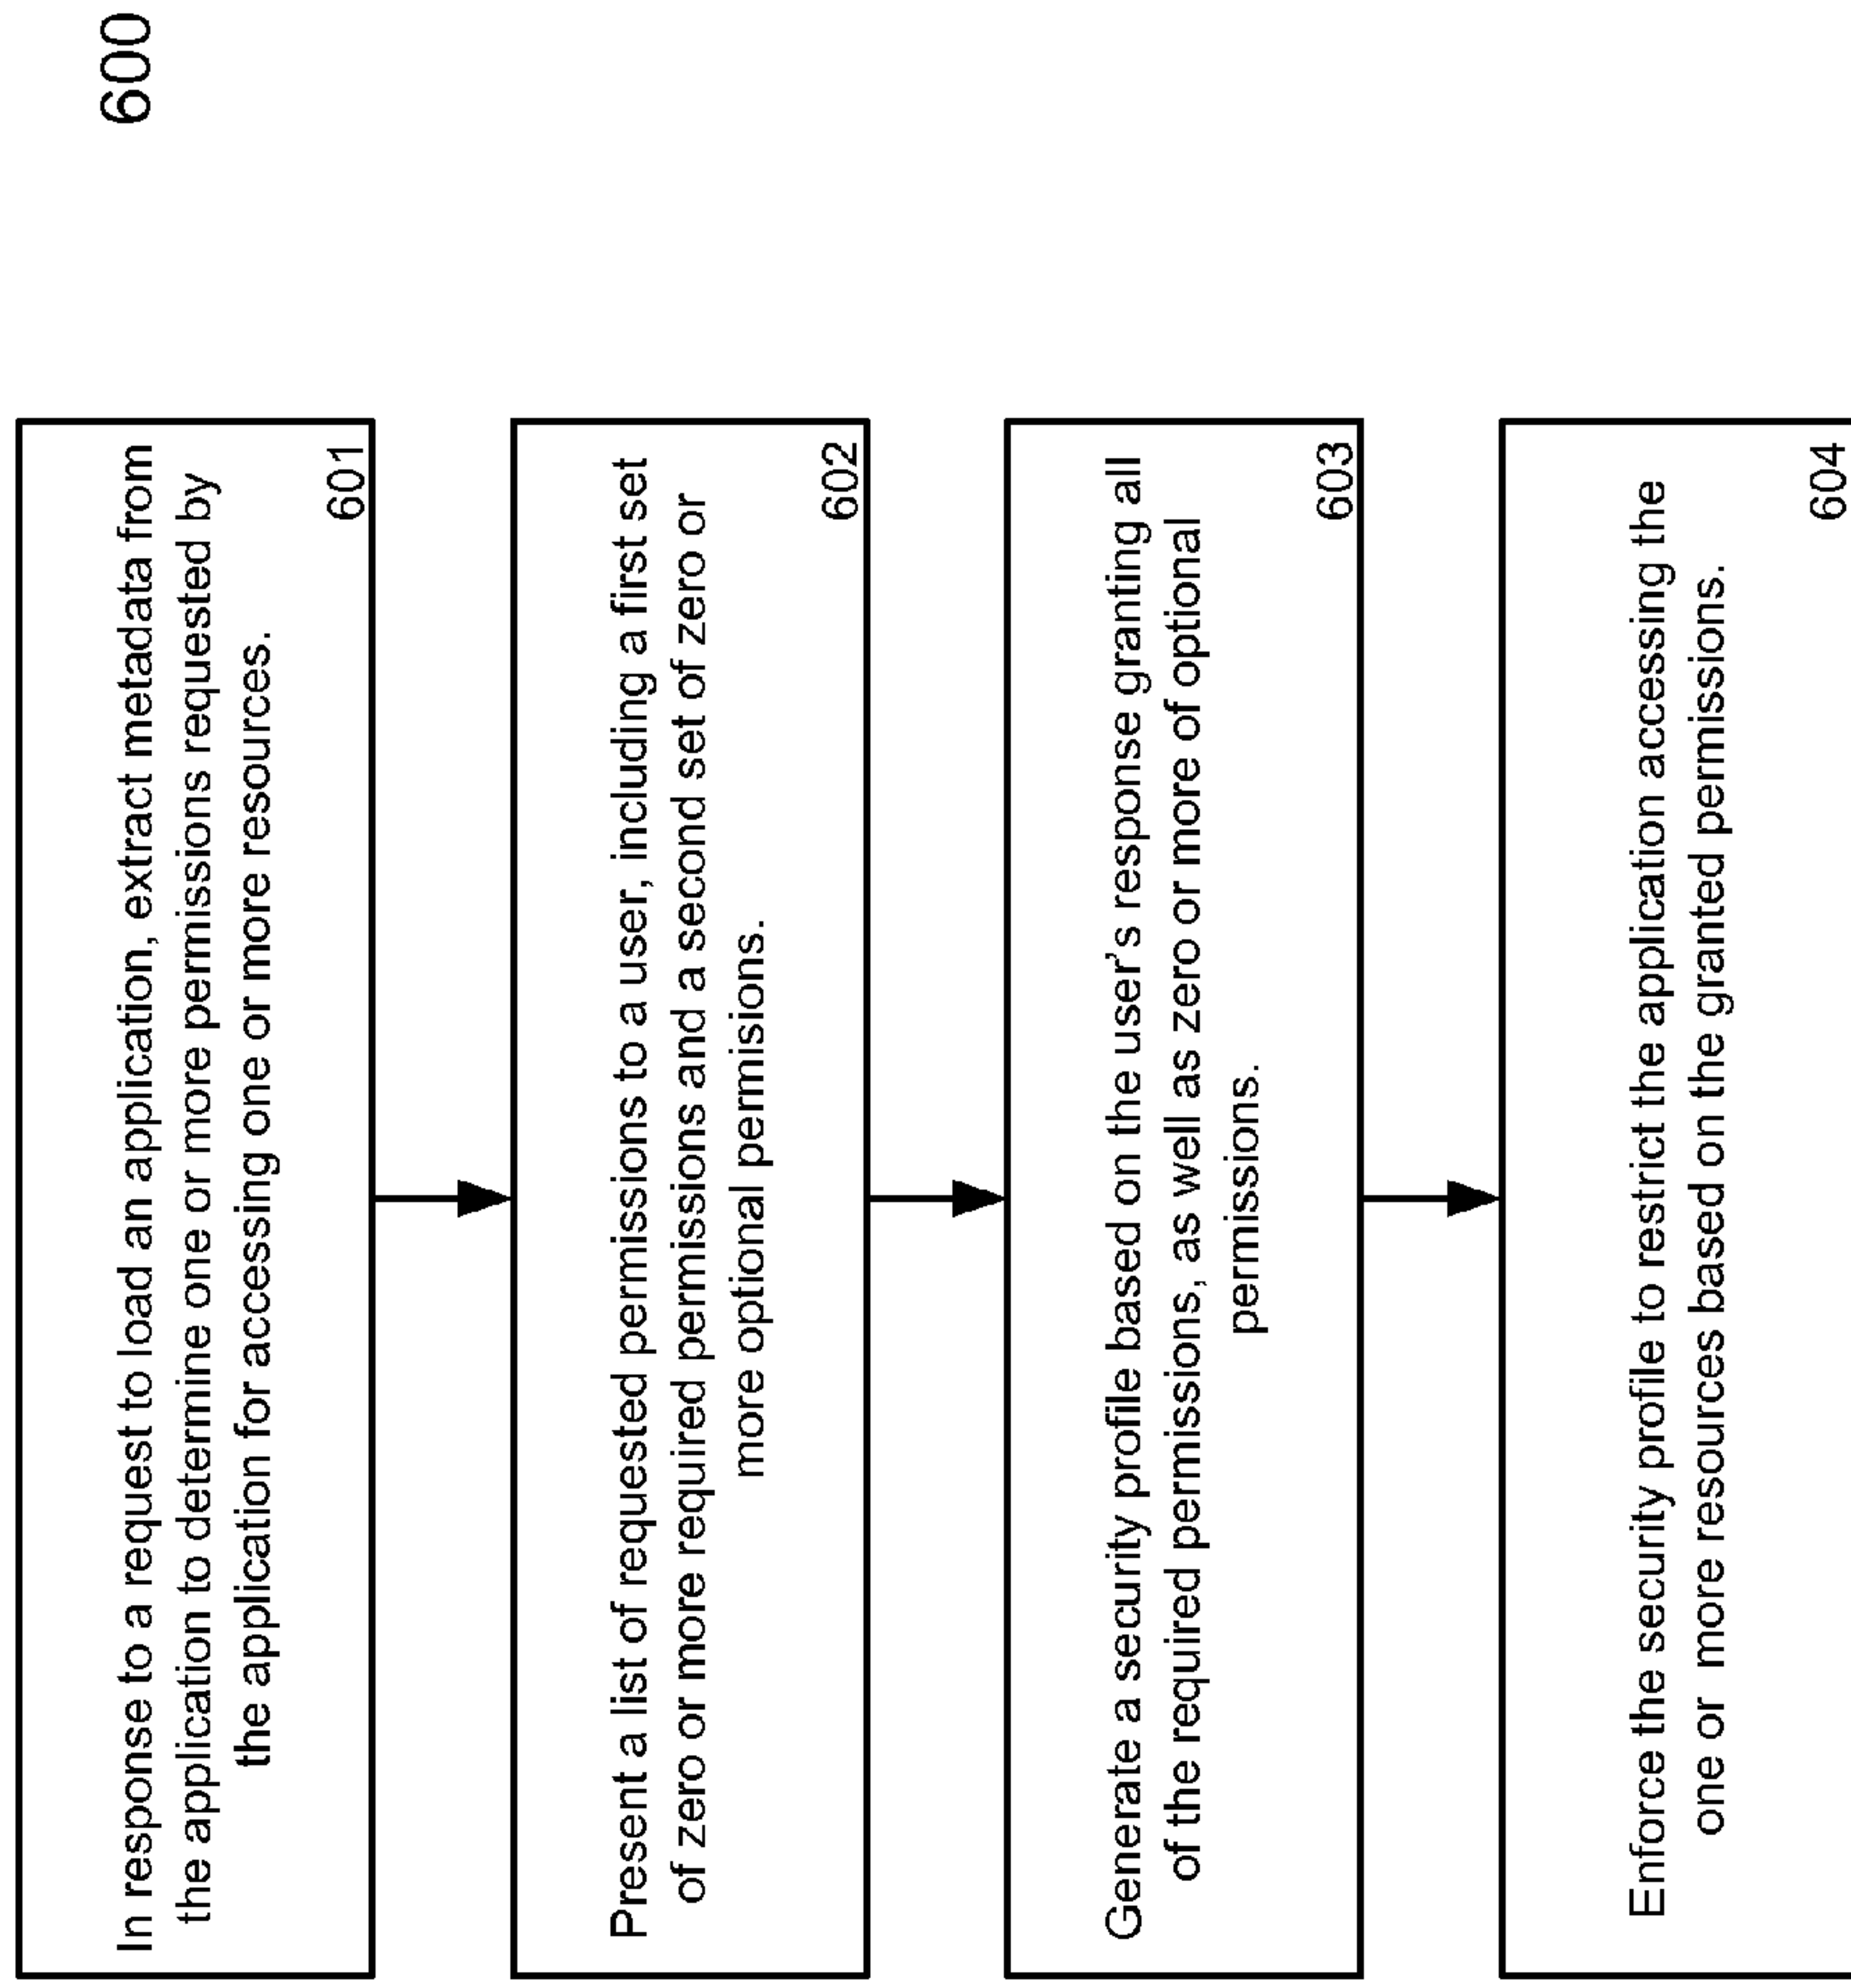 600
In response to a request to load an application, extract metadata from
the application to determine one or more permissions requested by
the application for accessing one or more resources.
601
Present a list of requested permissions to a user, including a first set
of zero or more required permissions and a second set of zero or
more optional permisions.
602
Generate a security profile based on the user's response granting all
of the required permissions, as well as zero or more of optional
permissions.
603
Enforce the security profile to restrict the application accessing the
one or more resources based on the granted permissions.
604